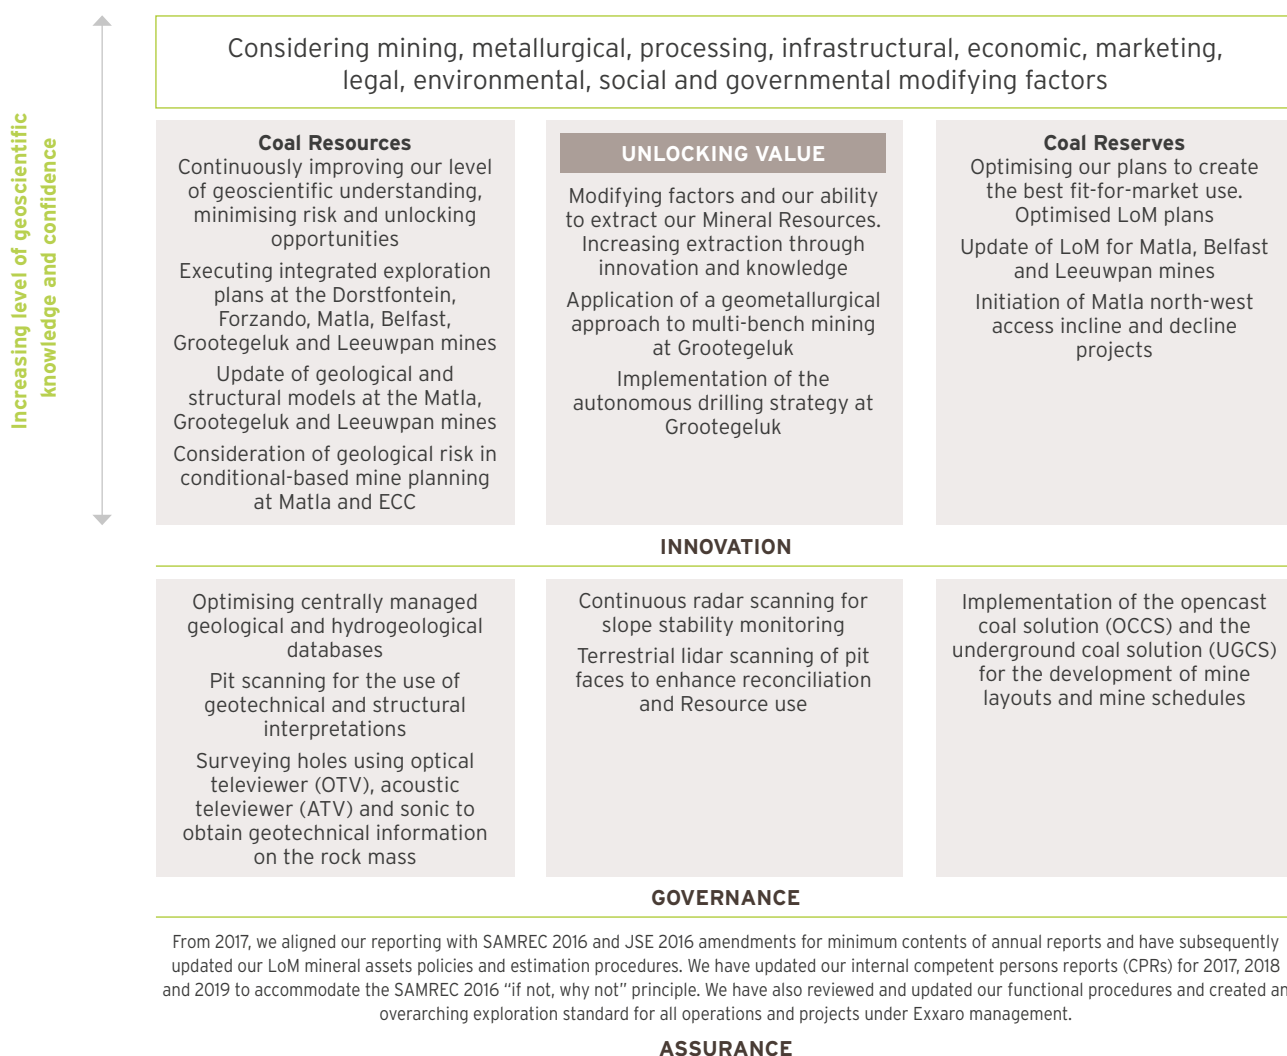 Considering mining, metallurgical, processing, infrastructural, economic, marketing,
legal, environmental, social and governmental modifying factors
Increasing level of geoscientific
knowledge and confidence
Coal Resources
Continuously improving our level
of geoscientific understanding,
minimising risk and unlocking
opportunities
Executing integrated exploration
plans at the Dorstfontein,
Forzando, Matla, Belfast,
Grootegeluk and Leeuwpan mines
Update of geological and
structural models at the Matla,
Grootegeluk and Leeuwpan mines
Consideration of geological risk in
conditional-based mine planning
at Matla and ECC
UNLOCKING VALUE
Modifying factors and our ability
to extract our Mineral Resources.
Increasing extraction through
innovation and knowledge
Application of a geometallurgical
approach to multi-bench mining
at Grootegeluk
Implementation of the
autonomous drilling strategy at
Grootegeluk
Coal Reserves
Optimising our plans to create
the best fit-for-market use.
Optimised LoM plans
Update of LoM for Matla, Belfast
and Leeuwpan mines
Initiation of Matla north-west
access incline and decline
projects
INNOVATION
Optimising centrally managed
geological and hydrogeological
databases
Pit scanning for the use of
geotechnical and structural
interpretations
Surveying holes using optical
televiewer (OTV), acoustic
televiewer (ATV) and sonic to
obtain geotechnical information
on the rock mass
Continuous radar scanning for
slope stability monitoring
Terrestrial lidar scanning of pit
faces to enhance reconciliation
and Resource use
Implementation of the opencast
coal solution (OCCS) and the
underground coal solution (UGCS)
for the development of mine
layouts and mine schedules
GOVERNANCE
From 2017, we aligned our reporting with SAMREC 2016 and JSE 2016 amendments for minimum contents of annual reports and have subsequently
updated our LoM mineral assets policies and estimation procedures. We have updated our internal competent persons reports (CPRs) for 2017, 2018
and 2019 to accommodate the SAMREC 2016 “if not, why not” principle. We have also reviewed and updated our functional procedures and created an
overarching exploration standard for all operations and projects under Exxaro management.
ASSURANCE